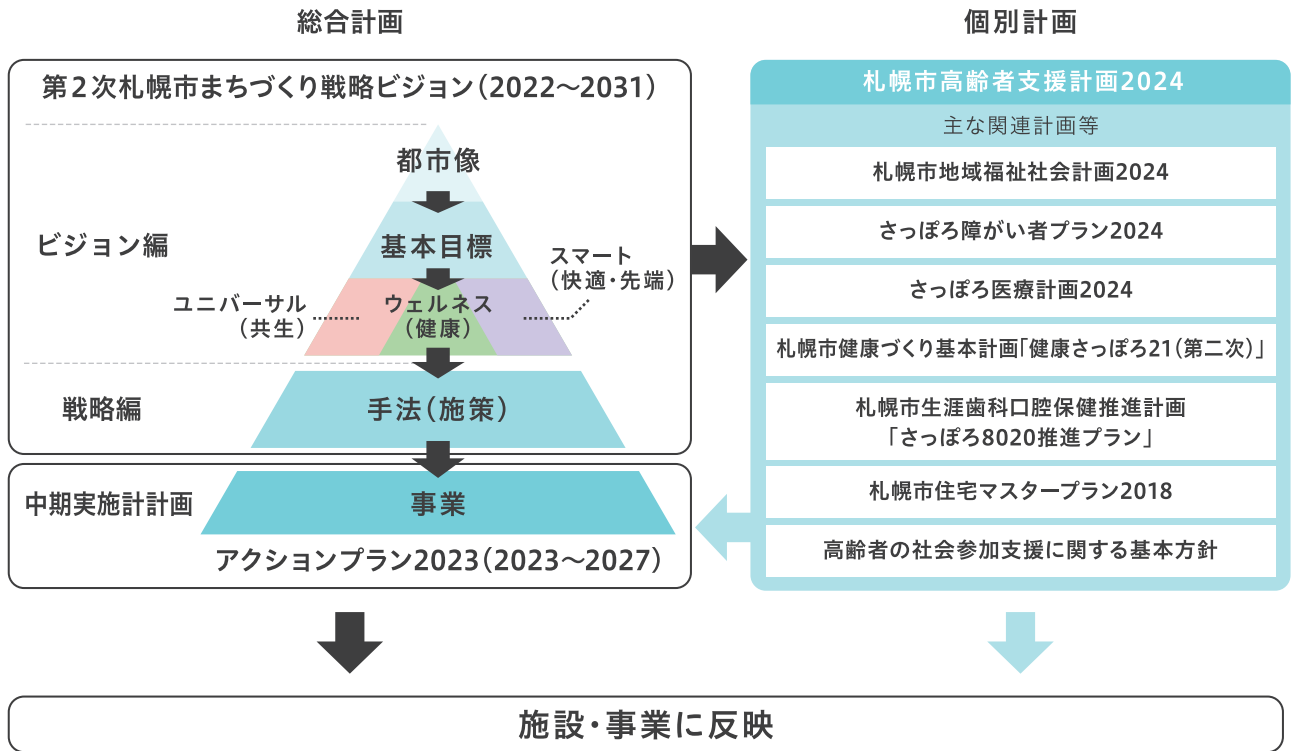 総合計画
第2次札幌市まちづくり戦略ビジョン(2022〜2031)
ビジョン編
都市像
基本目標
ユニバーサル
(共生)
ウェルネス
(健康)
スマート
(快適・先端)
戦略編
手法(施策)
中期実施計計画
事業
アクションプラン2023(2023〜2027)
個別計画
札幌市高齢者支援計画2024
主な関連計画等
札幌市地域福祉社会計画2024
さっぽろ障がい者プラン2024
さっぽろ医療計画2024
札幌市健康づくり基本計画「健康さっぽろ21(第二次)」
札幌市生涯歯科口腔保健推進計画
「さっぽろ8020推進プラン」
札幌市住宅マスタープラン2018
高齢者の社会参加支援に関する基本方針
施設・事業に反映